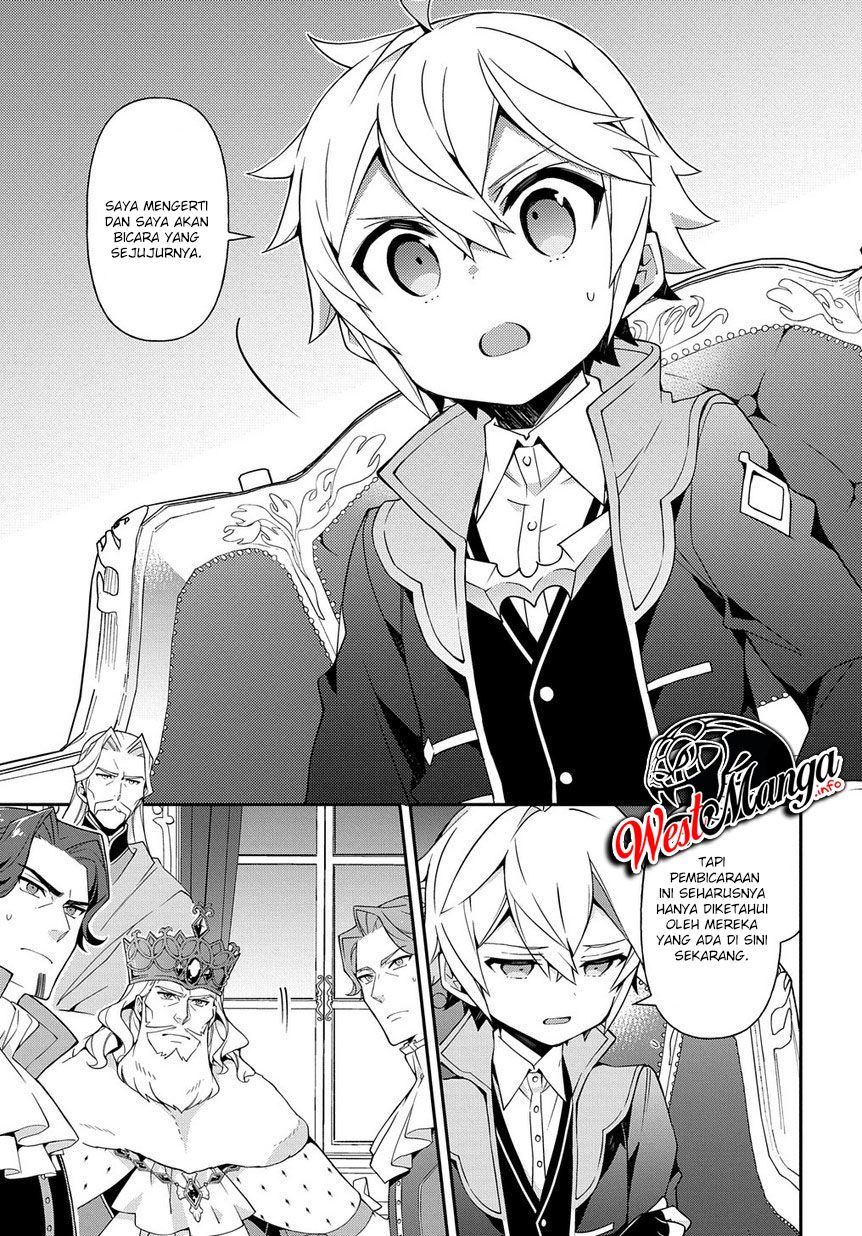 SAYA MENGERTI
DAN SAYA AKAN
BICARA YANG
SEJUJURNYA.
WestManga
.info
TAPI
PEMBICARAAN
INI SEHARUSNYA
HANYA DIKETAHUI
OLEH MEREKA
YANG ADA DI SINI
SEKARANG.